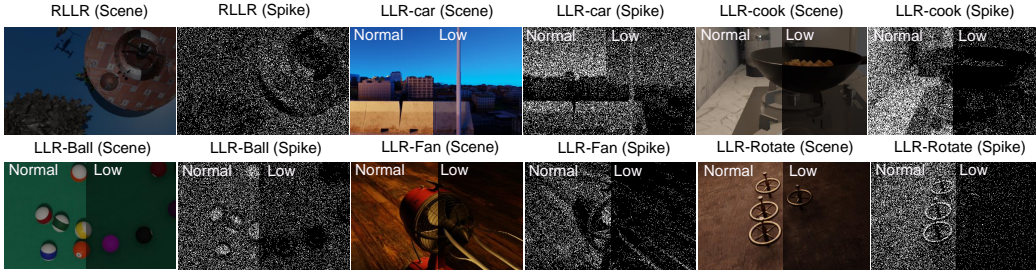 RLLR (Scene) RLLR (Spike) LLR-car (Scene) LLR-car (Spike) LLR-cook (Scene) LLR-cook (Spike)
Normal Low Normal Low Normal Low Normal Low
LLR-Ball (Scene) LLR-Ball (Spike) LLR-Fan (Scene) LLR-Fan (Spike) LLR-Rotate (Scene) LLR-Rotate (Spike)
Normal Low Normal Low Normal Low Normal Low Normal Low Normal Low